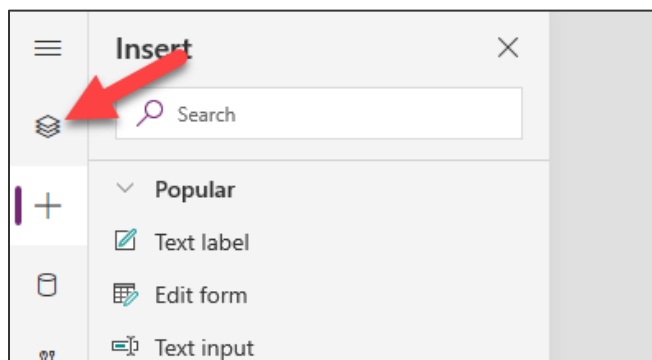 Insert
Search
Popular
Text label
Edit form
Text input